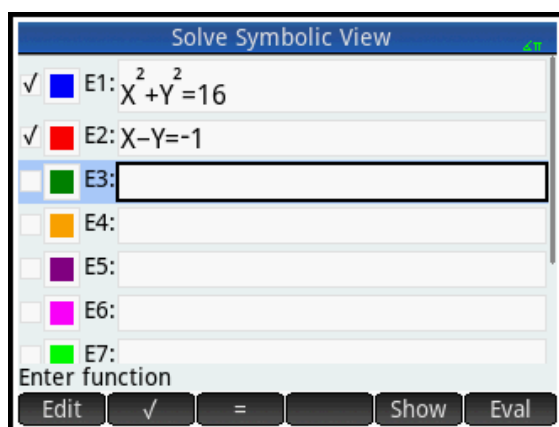 Solve Symbolic View
∡π
√ E1: X²+Y²=16
√ E2: X−Y=-1
E3:
E4:
E5:
E6:
E7:
Enter function
Edit √ = Show Eval